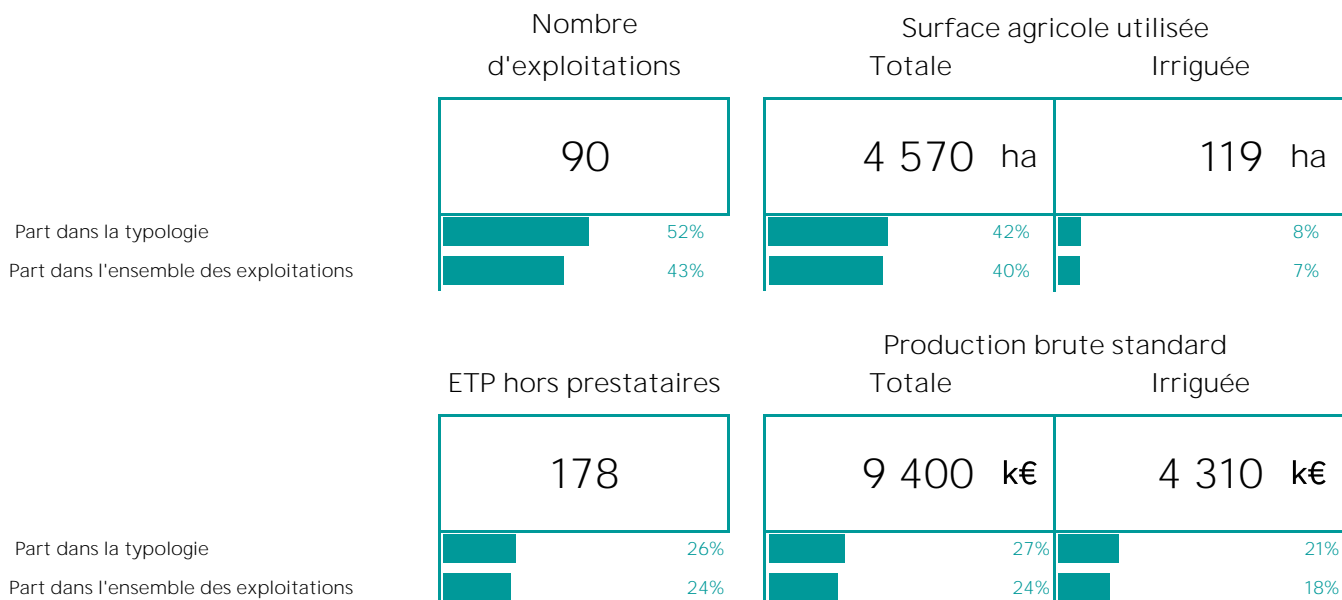 Nombre
d'exploitations
Surface agricole utilisée
Totale Irriguée
90 4 570 ha 119 ha
Part dans la typologie 52% 42% 8%
Part dans l'ensemble des exploitations 43% 40% 7%
Production brute standard
ETP hors prestataires Totale Irriguée
178 9 400 k€ 4 310 k€
Part dans la typologie 26% 27% 21%
Part dans l'ensemble des exploitations 24% 24% 18%